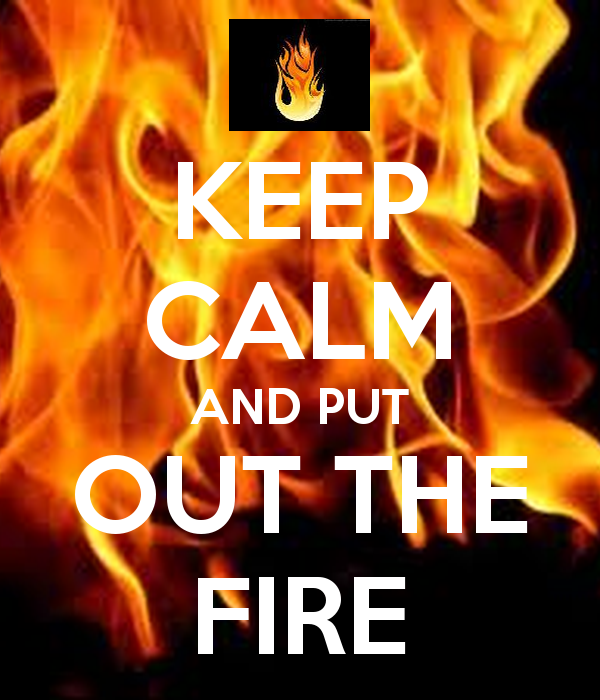 KEEP
CALM
AND PUT
OUT THE
FIRE